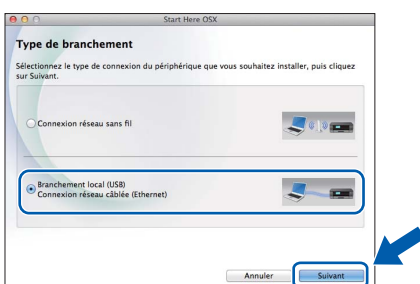 Start Here OSX
Type de branchement
Sélectionnez le type de connexion du périphérique que vous souhaitez installer, puis cliquez
sur Suivant.
Connexion réseau sans fil
Branchement local (USB)
Connexion réseau câblée (Ethernet)
Annuler
Suivant